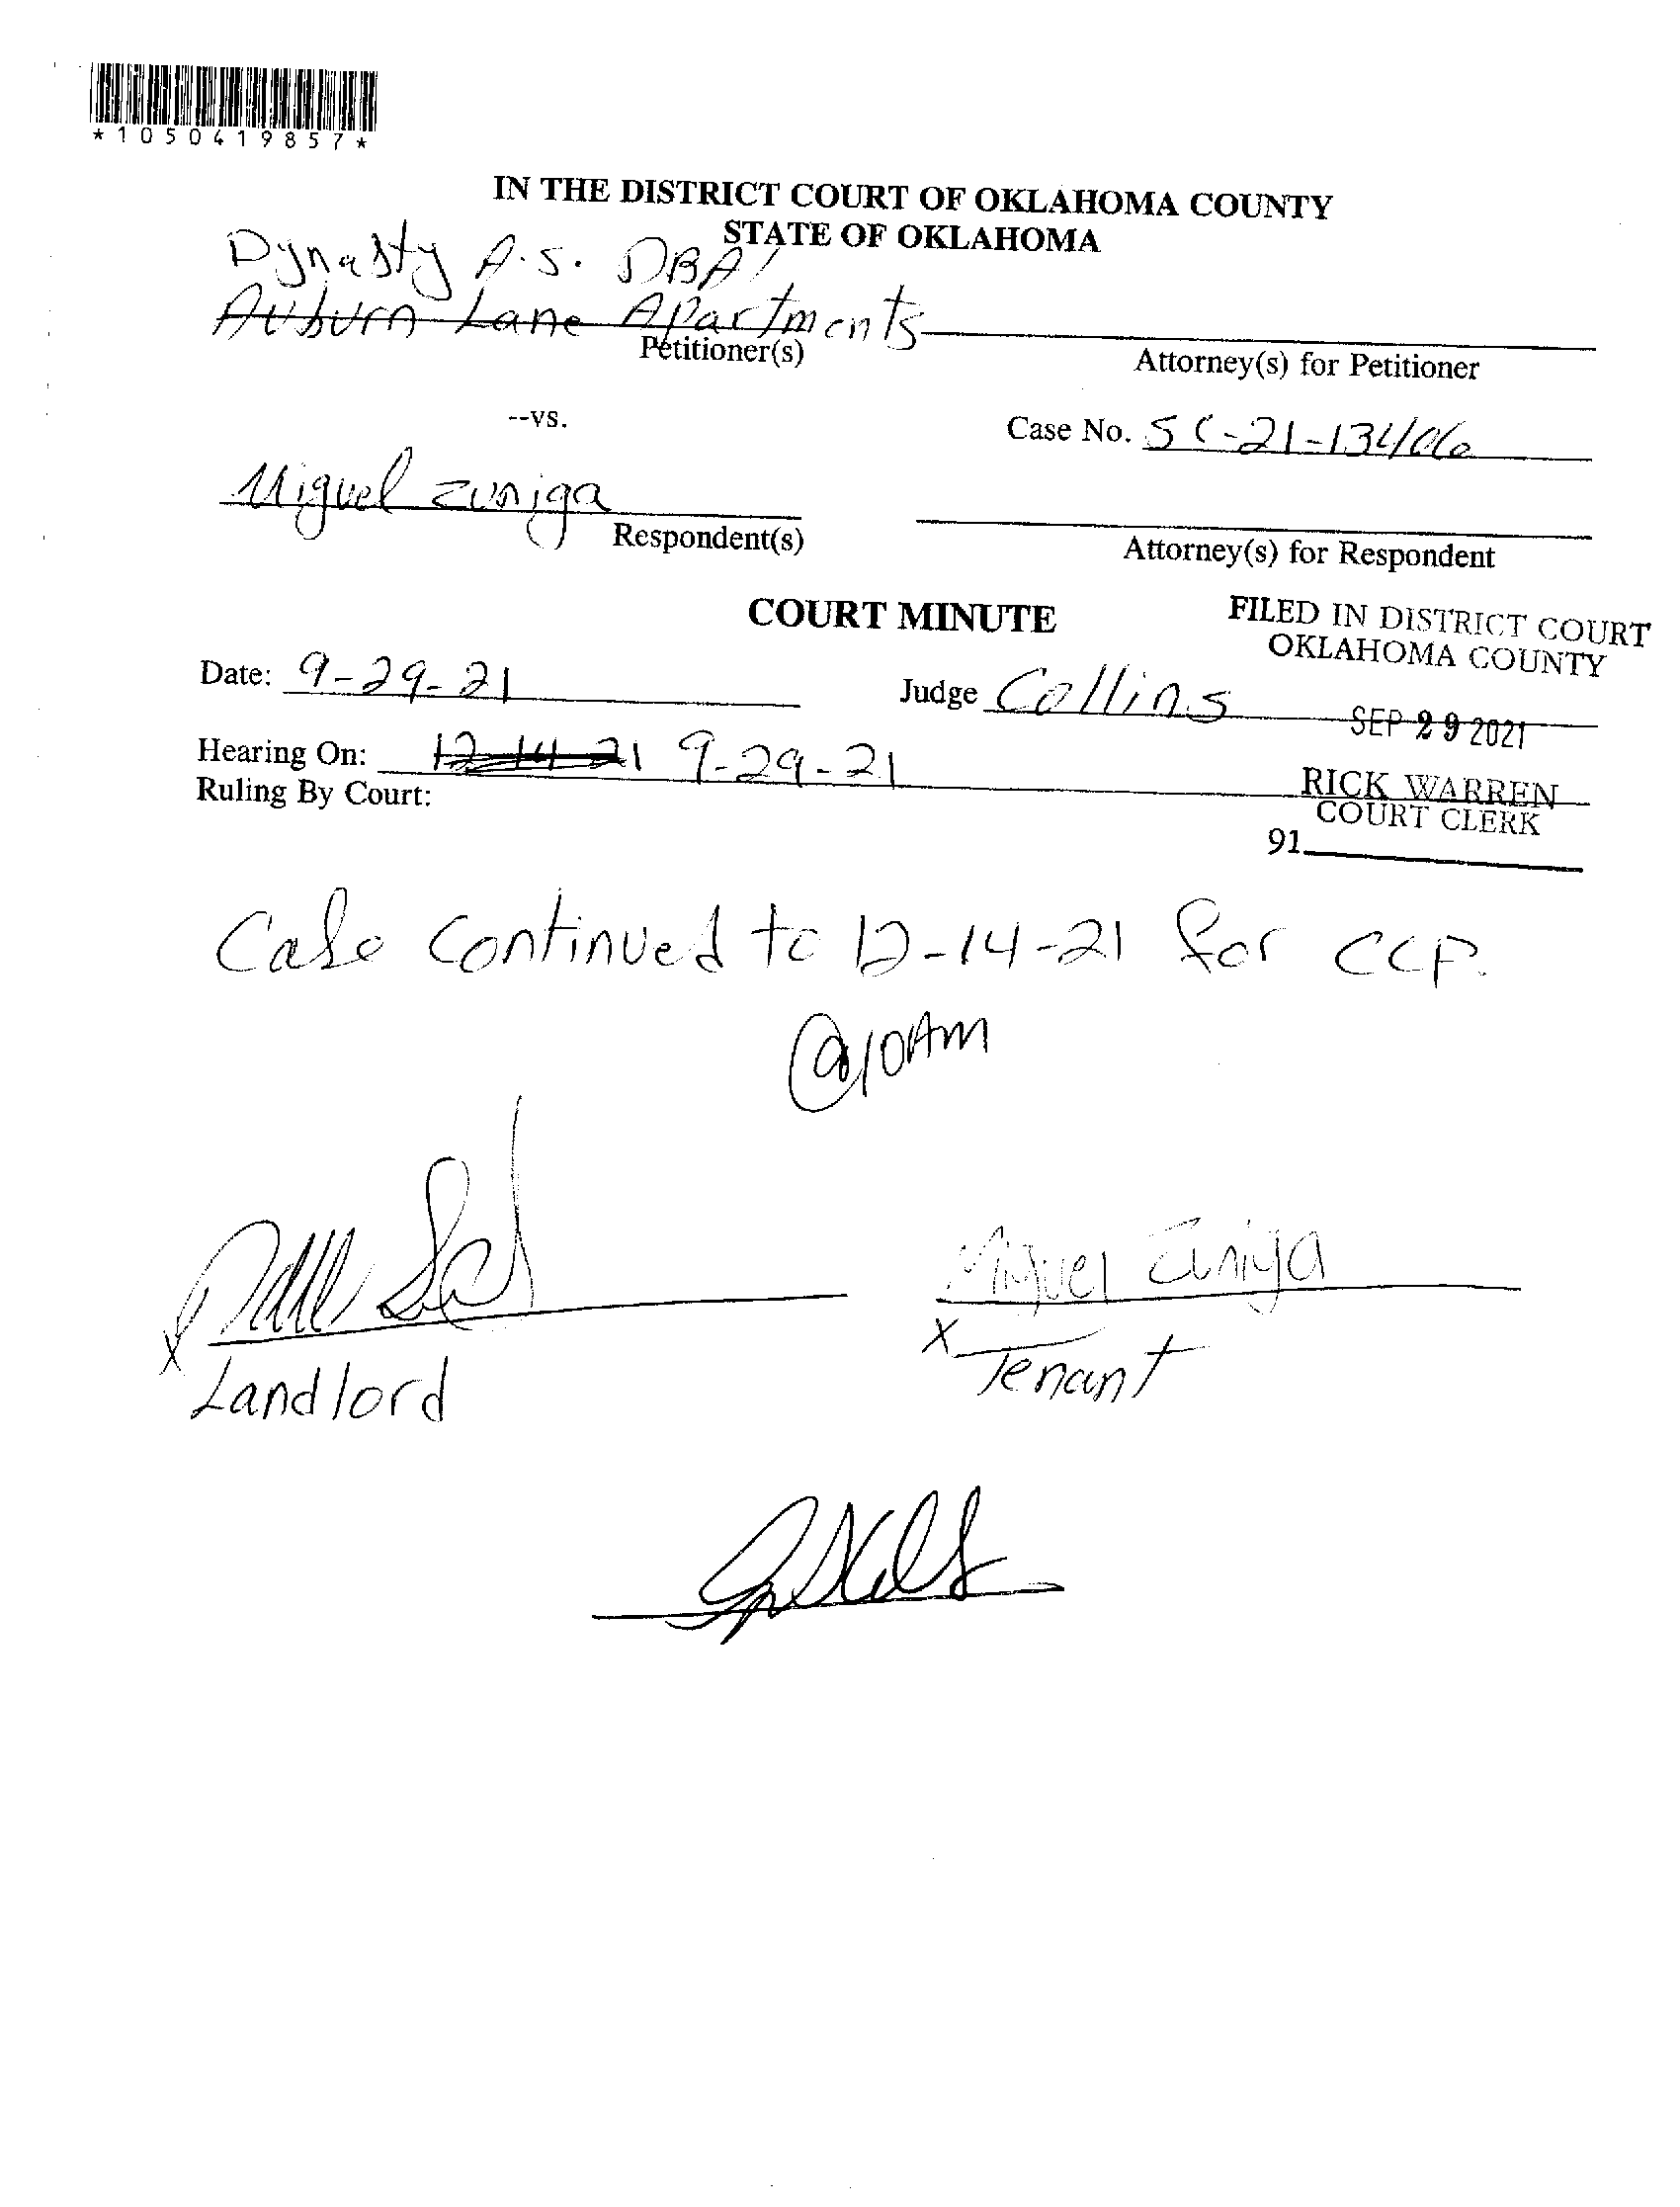 *1050419857*
IN THE DISTRICT COURT OF OKLAHOMA COUNTY
STATE OF OKLAHOMA
Dynasty A.S. DBA/
Auburn Lane Apartments
Petitioner(s)
Attorney(s) for Petitioner
--vs.
Case No. SC-21-13406
Miguel Zuniga
Respondent(s)
Attorney(s) for Respondent
COURT MINUTE
FILED IN DISTRICT COURT
OKLAHOMA COUNTY
Date: 9-29-21
Judge Collins
SEP 29 2021
Hearing On: 12-14-21 9-29-21
RICK WARREN
Ruling By Court:
COURT CLERK
91
Case Continued to 12-14-21 for CCP.
@10AM
Miguel Zuniga
x
x
Landlord
Tenant